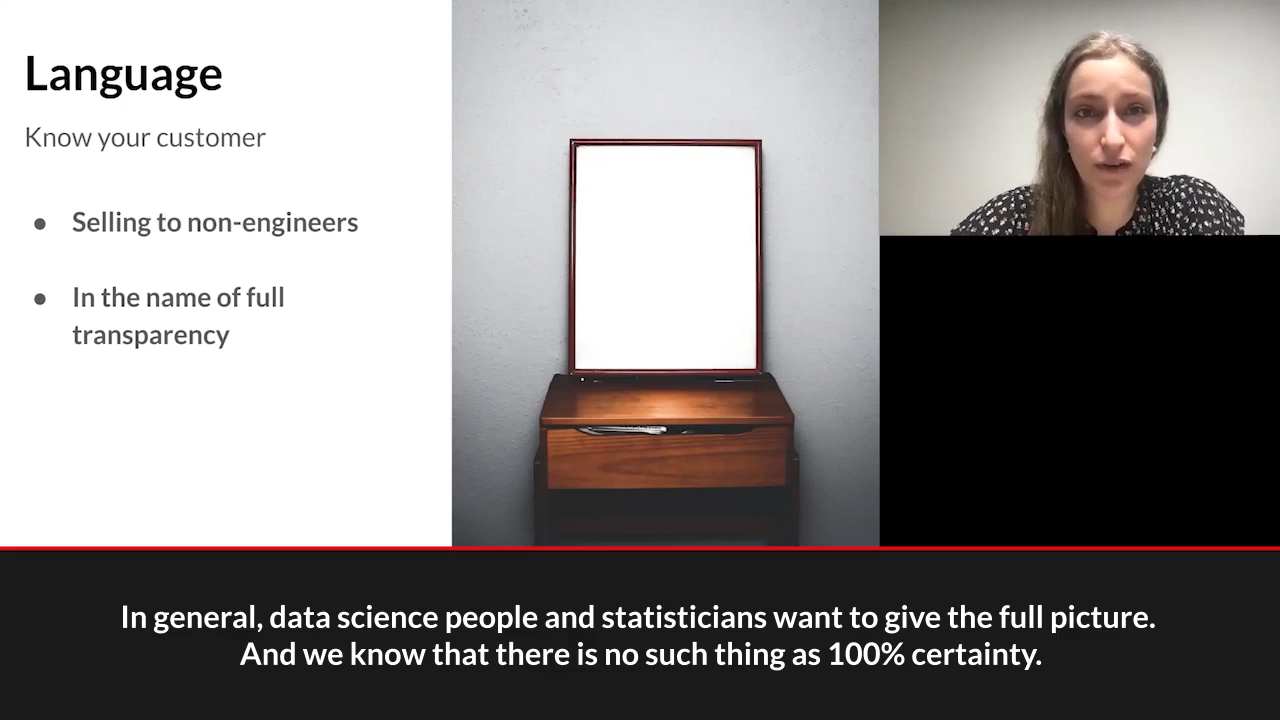 Language
Know your customer
● Selling to non-engineers
● In the name of full
transparency
In general, data science people and statisticians want to give the full picture.
And we know that there is no such thing as 100% certainty.